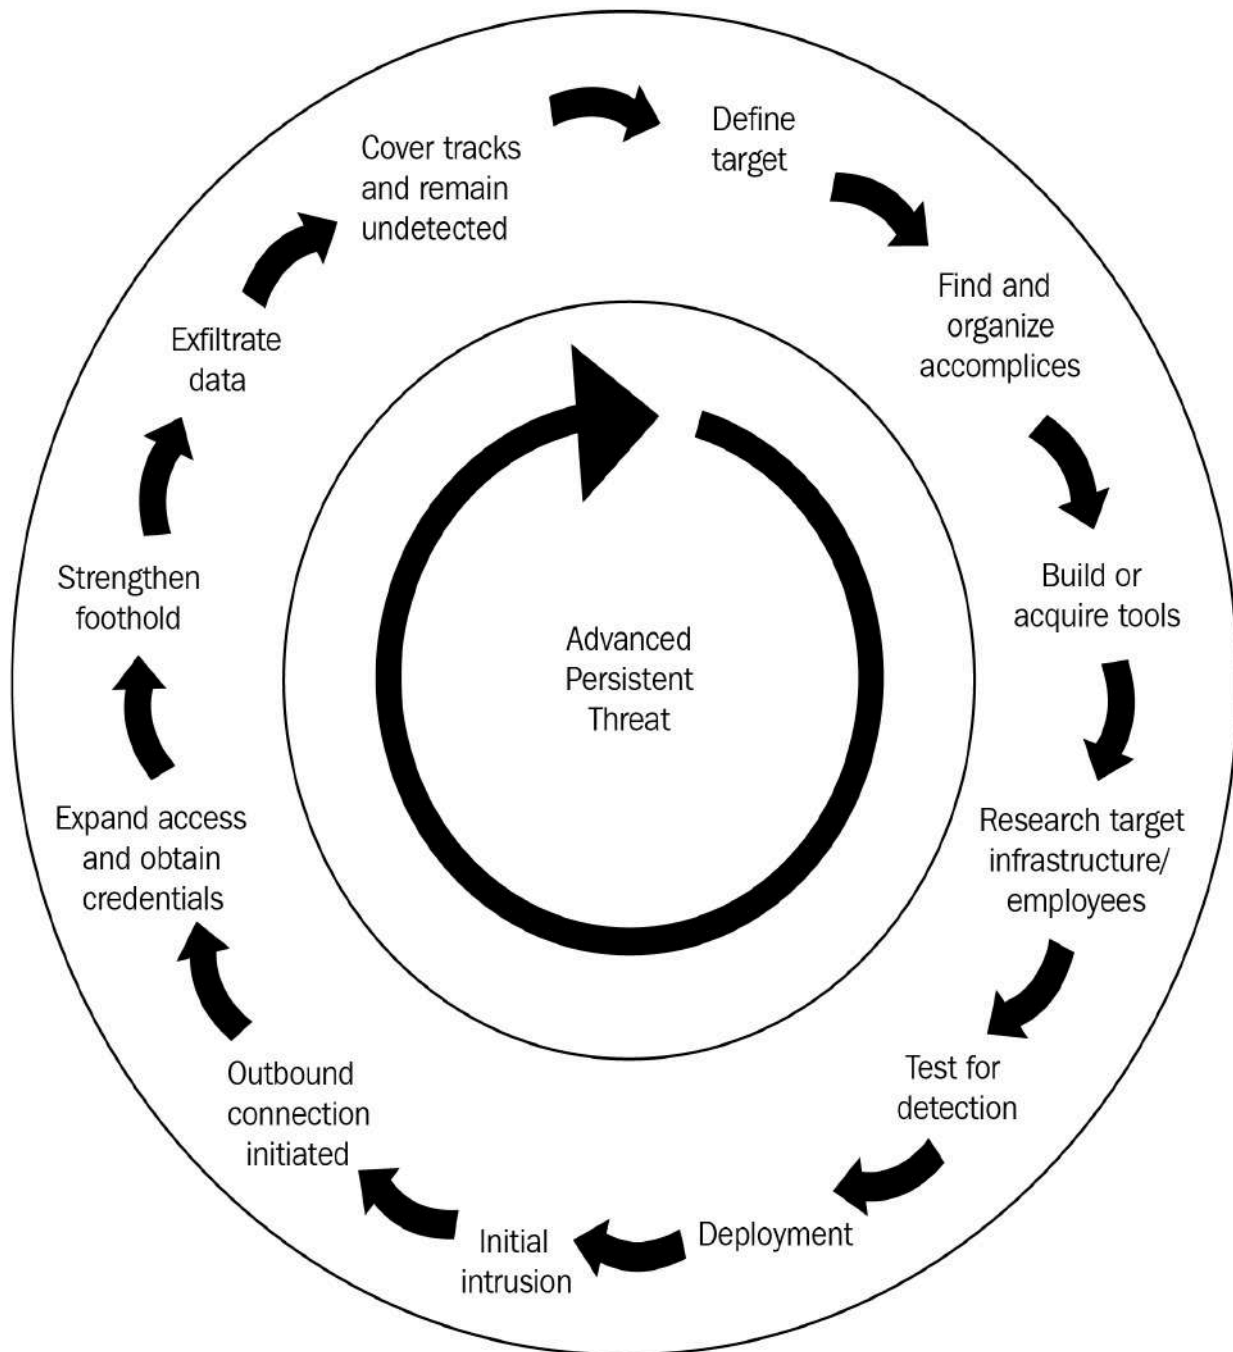 Define
target
Find and
organize
accomplices
Build or
acquire tools
Research target
infrastructure/
employees
Test for
detection
Deployment
Initial
intrusion
Outbound
connection
initiated
Expand access
and obtain
credentials
Strengthen
foothold
Exfiltrate
data
Cover tracks
and remain
undetected
Advanced
Persistent
Threat